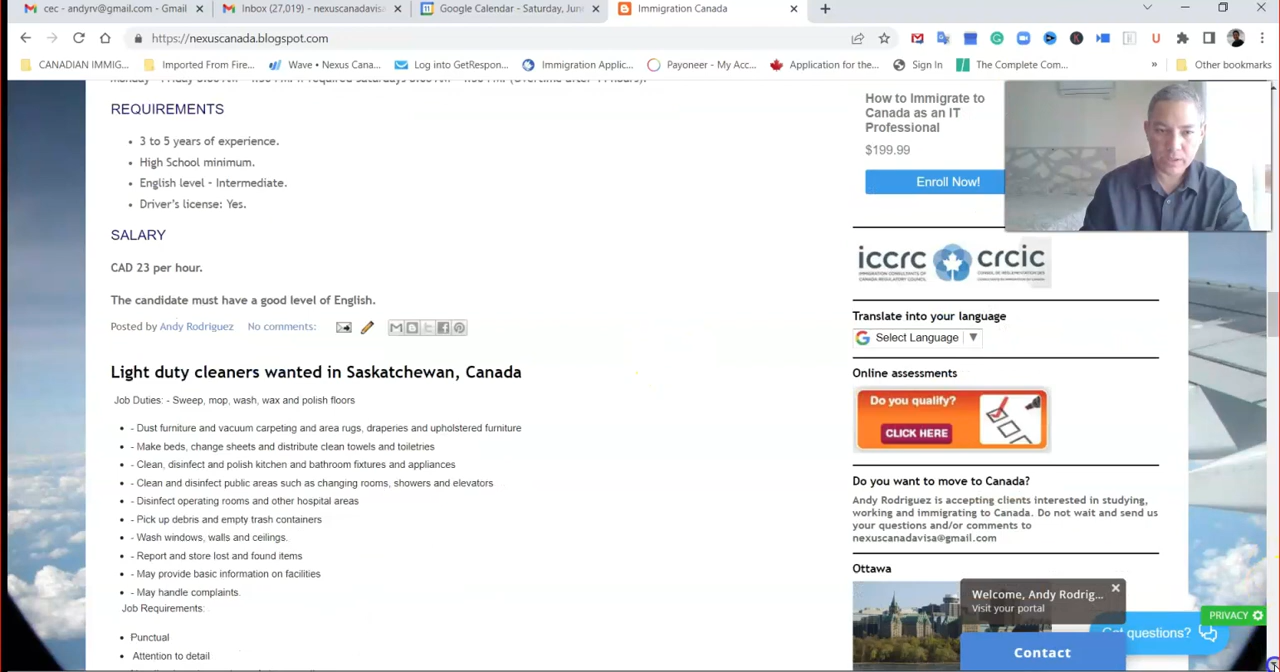 cec - andyrv@gmail.com - Gmail
Inbox (27,019) - nexuscanadavisa
Google Calendar - Saturday, Jun
Immigration Canada
https://nexuscanada.blogspot.com
CANADIAN IMMIG...
Imported From Fire...
Wave • Nexus Cana...
Log into GetRespon...
Immigration Applic...
Payoneer - My Acc...
Application for the...
Sign In
The Complete Com...
Other bookmarks
REQUIREMENTS
3 to 5 years of experience.
High School minimum.
English level - Intermediate.
Driver's license: Yes.
SALARY
CAD 23 per hour.
The candidate must have a good level of English.
Posted by Andy Rodriguez No comments:
Light duty cleaners wanted in Saskatchewan, Canada
Job Duties: - Sweep, mop, wash, wax and polish floors
- Dust furniture and vacuum carpeting and area rugs, draperies and upholstered furniture
- Make beds, change sheets and distribute clean towels and toiletries
- Clean, disinfect and polish kitchen and bathroom fixtures and appliances
- Clean and disinfect public areas such as changing rooms, showers and elevators
- Disinfect operating rooms and other hospital areas
- Pick up debris and empty trash containers
- Wash windows, walls and ceilings.
- Report and store lost and found items
- May provide basic information on facilities
- May handle complaints.
Job Requirements:
Punctual
Attention to detail
How to Immigrate to
Canada as an IT
Professional
$199.99
Enroll Now!
iccrc crcic
Translate into your language
Select Language
Online assessments
Do you qualify?
CLICK HERE
Do you want to move to Canada?
Andy Rodriguez is accepting clients interested in studying,
working and immigrating to Canada. Do not wait and send us
your questions and/or comments to
nexuscanadavisa@gmail.com
Ottawa
Welcome, Andy Rodrig...
Visit your portal
Contact
Got questions?
PRIVACY